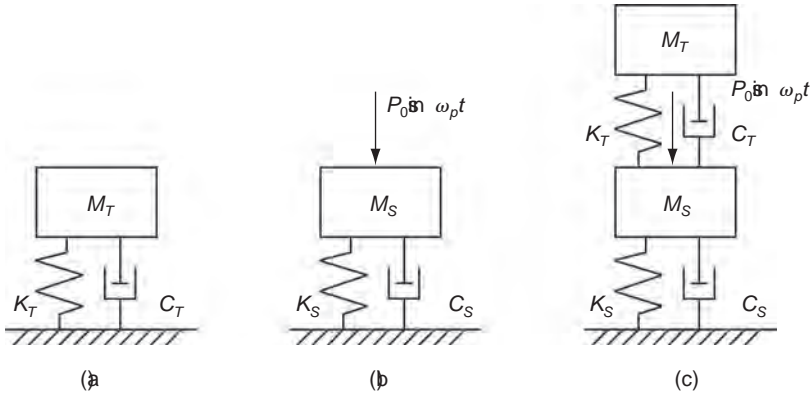 M_T
P_0 sin ω_p t
P_0 sin ω_p t
K_T C_T
M_T M_S M_S
K_T C_T K_S C_S K_S C_S
(a) (b) (c)